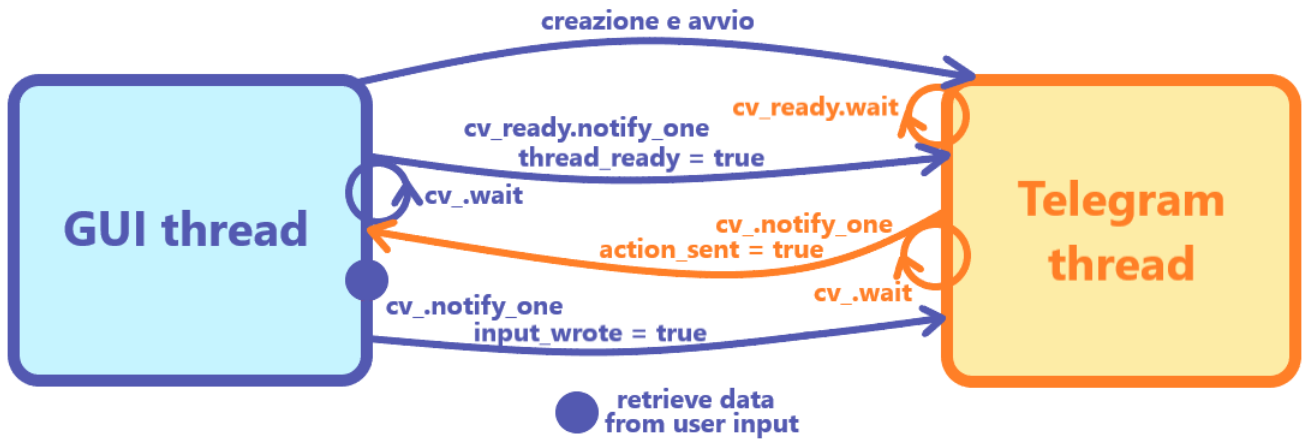 creazione e avvio
cv_ready.wait
cv_ready.notify_one
thread_ready = true
cv_.wait
GUI thread
Telegram
thread
cv_.notify_one
action_sent = true
cv_.wait
cv_.notify_one
input_wrote = true
retrieve data
from user input